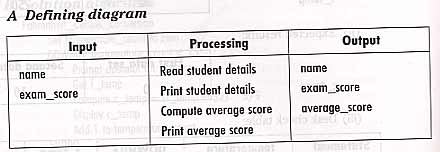 A Defining diagram
Input Processing Output
name Read student details name
exam_score Print student details exam_score
Compute average score average_score
Print average score